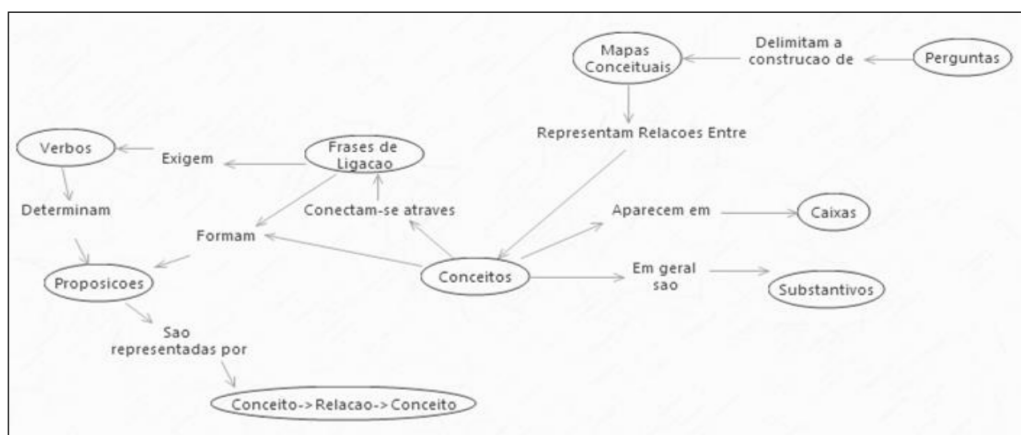 Mapas
Conceituais
Delimitam a
construcao de
Perguntas
Representam Relacoes Entre
Verbos
Exigem
Frases de
Ligacao
Determinam
Conectam-se atraves
Aparecem em
Caixas
Formam
Proposicoes
Conceitos
Em geral
sao
Substantivos
Sao
representadas por
Conceito->Relacao->Conceito